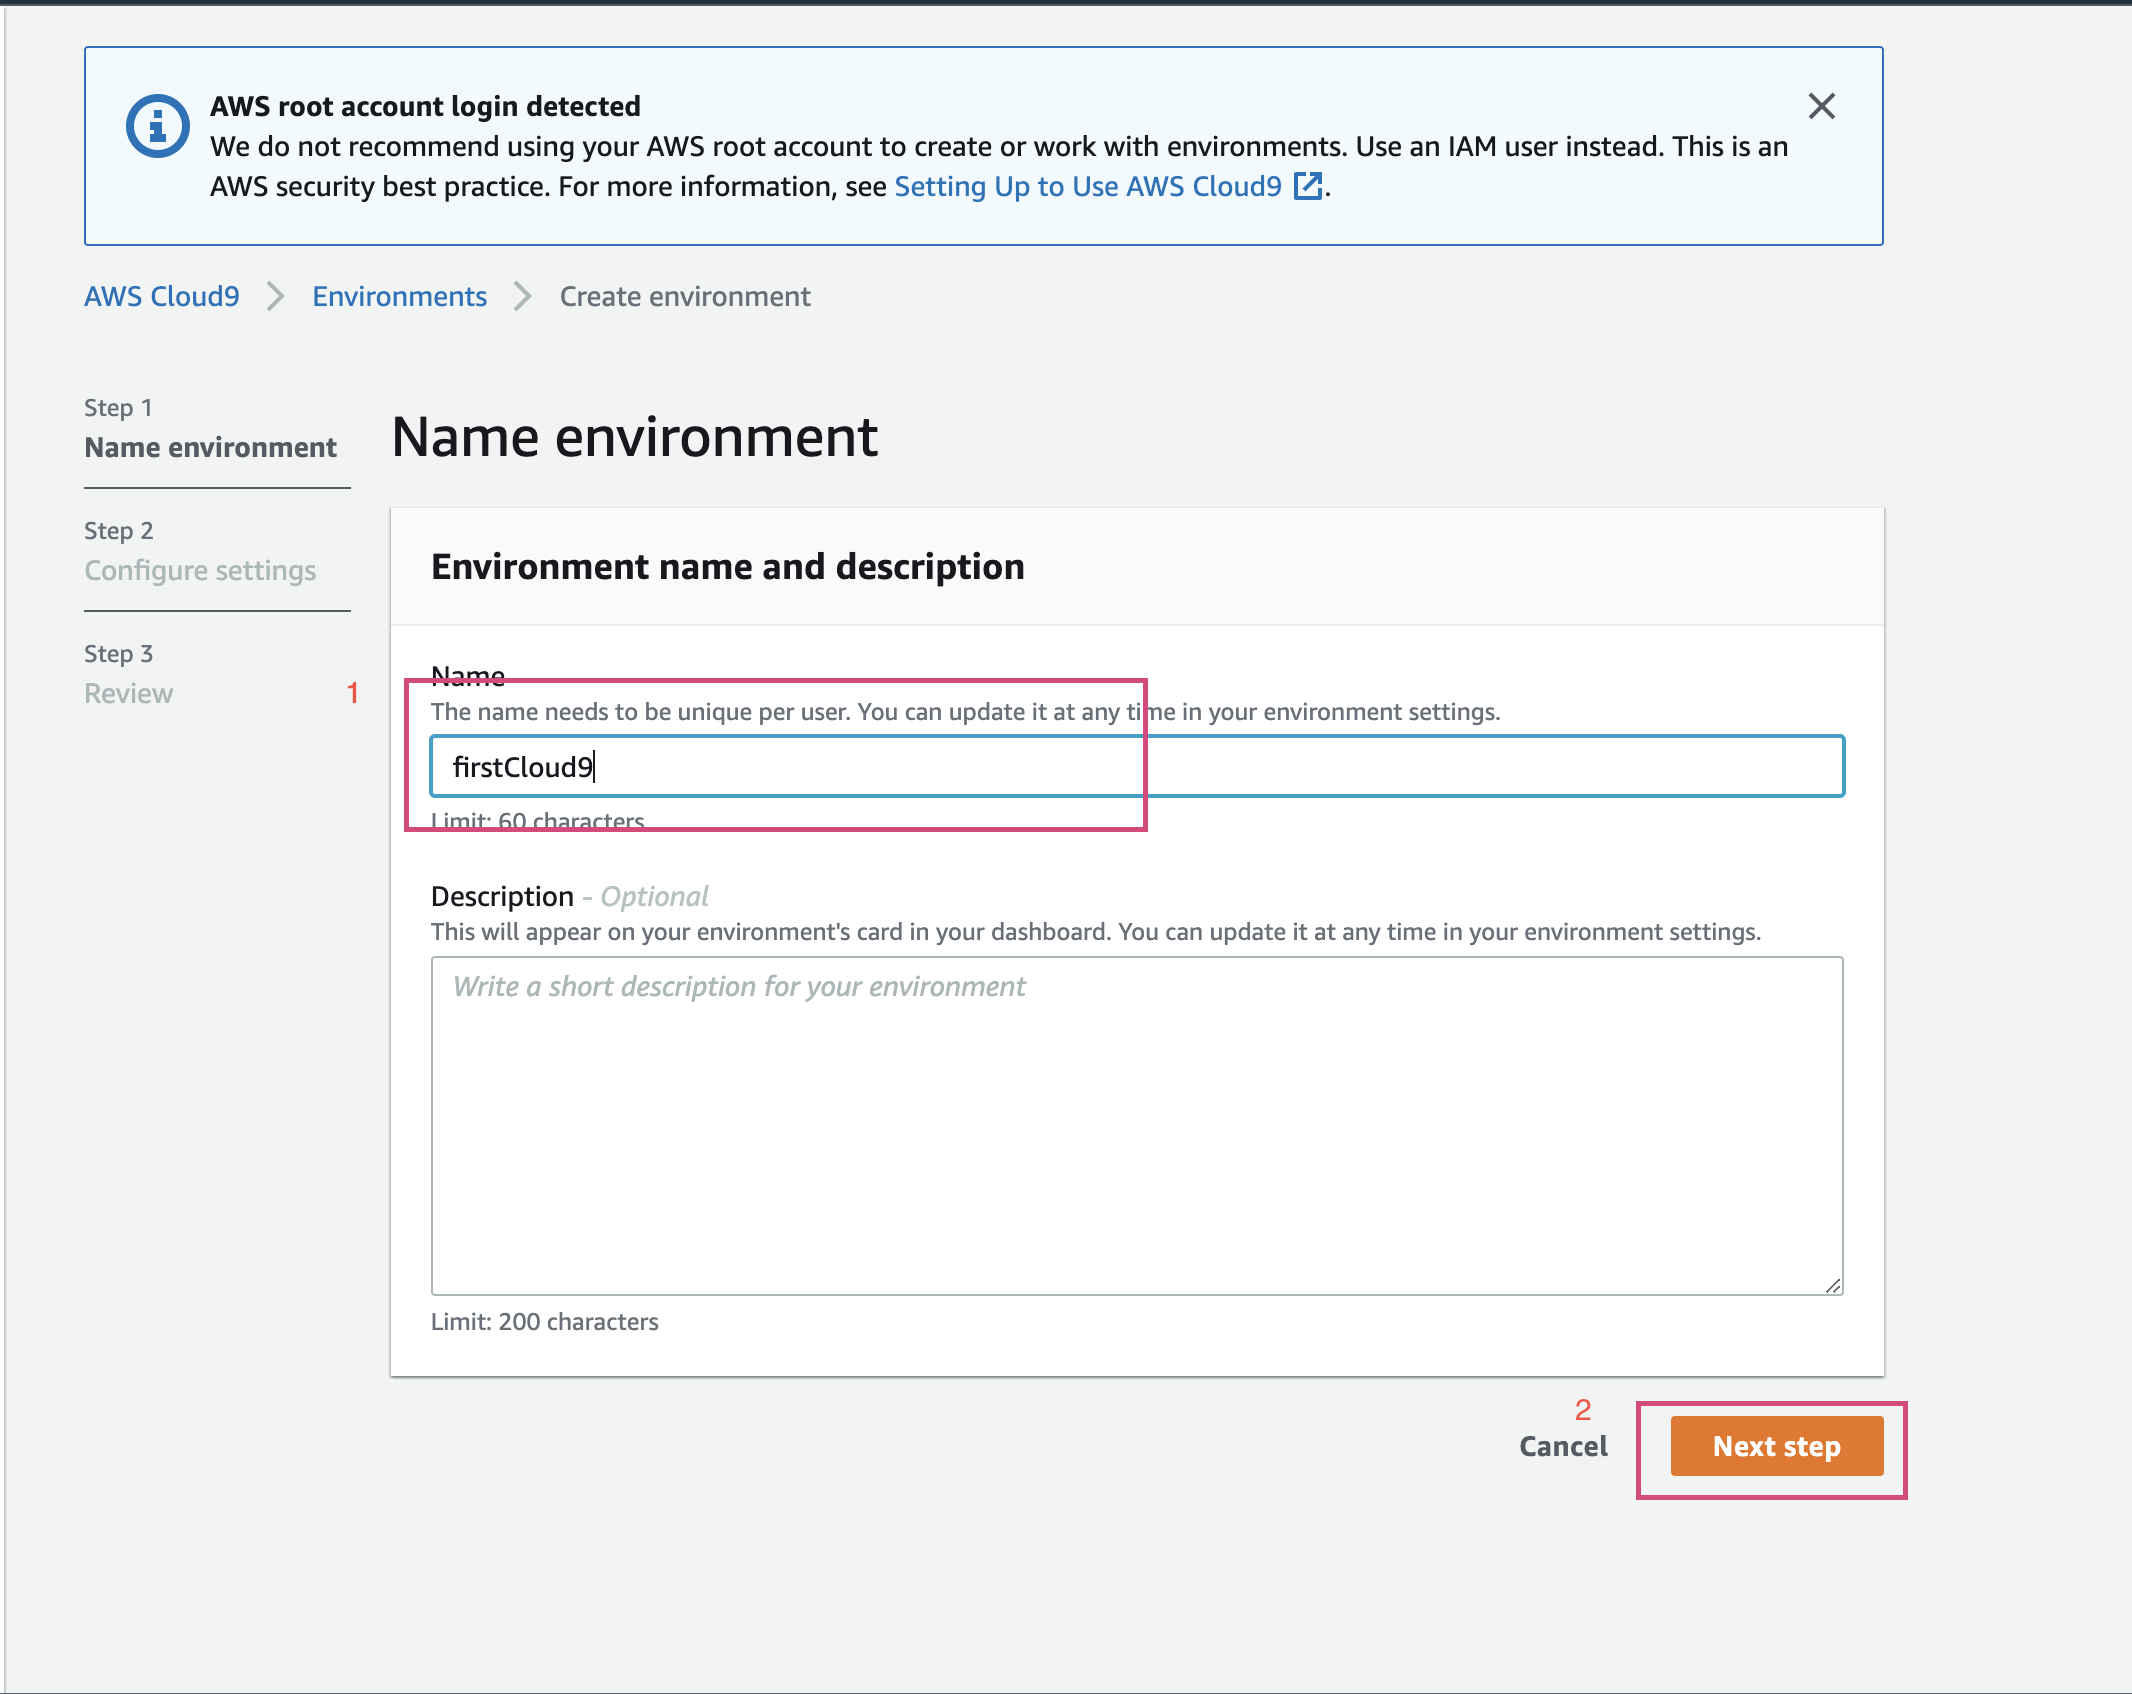 AWS root account login detected
We do not recommend using your AWS root account to create or work with environments. Use an IAM user instead. This is an
AWS security best practice. For more information, see Setting Up to Use AWS Cloud9.
AWS Cloud9 > Environments > Create environment
Step 1
Name environment
Step 2
Configure settings
Step 3
Review
1
Name environment
Environment name and description
Name
The name needs to be unique per user. You can update it at any time in your environment settings.
firstCloud9
Limit: 60 characters
Description - Optional
This will appear on your environment's card in your dashboard. You can update it at any time in your environment settings.
Write a short description for your environment
Limit: 200 characters
2
Cancel
Next step